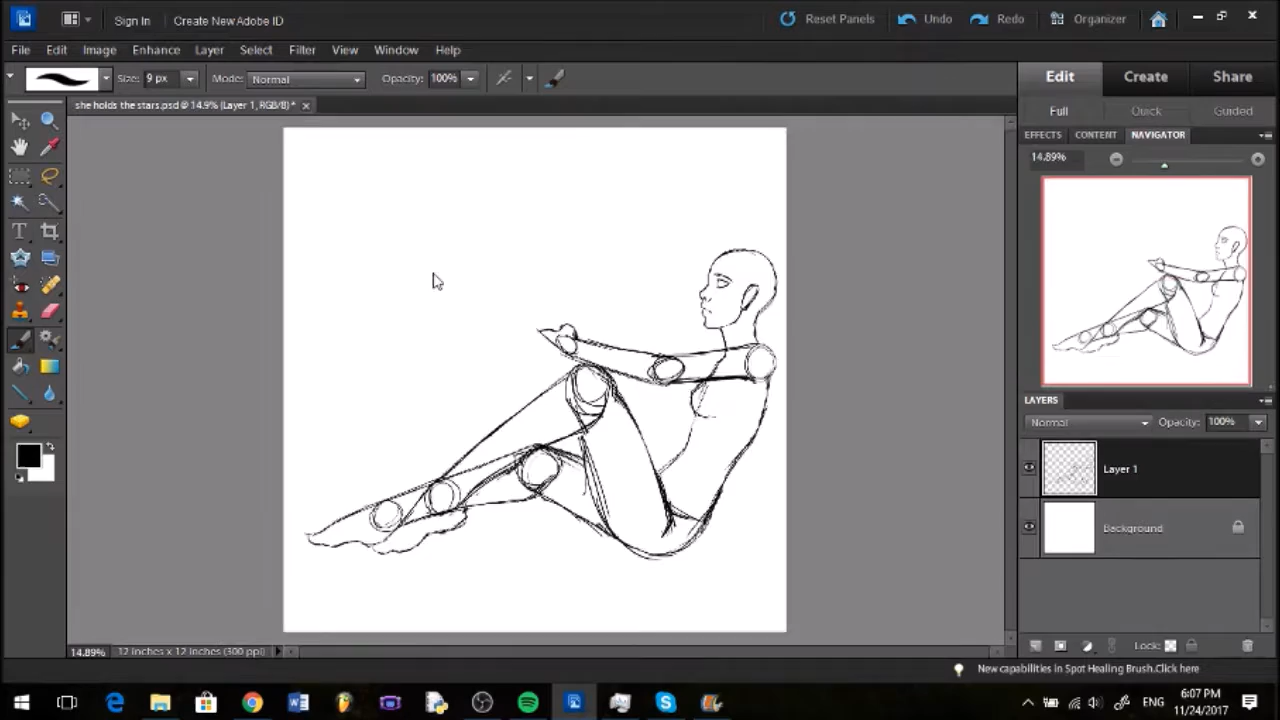 Sign In Create New Adobe ID Reset Panels Undo Redo Organizer
File Edit Image Enhance Layer Select Filter View Window Help
Size: 9 px Mode: Normal Opacity: 100% Edit Create Share
she holds the stars.psd @ 14.9% (Layer 1, RGB/8) * Full Quick Guided
EFFECTS CONTENT NAVIGATOR
14.89%
LAYERS
Normal Opacity: 100%
Layer 1
Background
14.89% 12 inches x 12 inches (300 ppi) Lock:
New capabilities in Spot Healing Brush.Click here
ENG 6:07 PM
11/24/2017